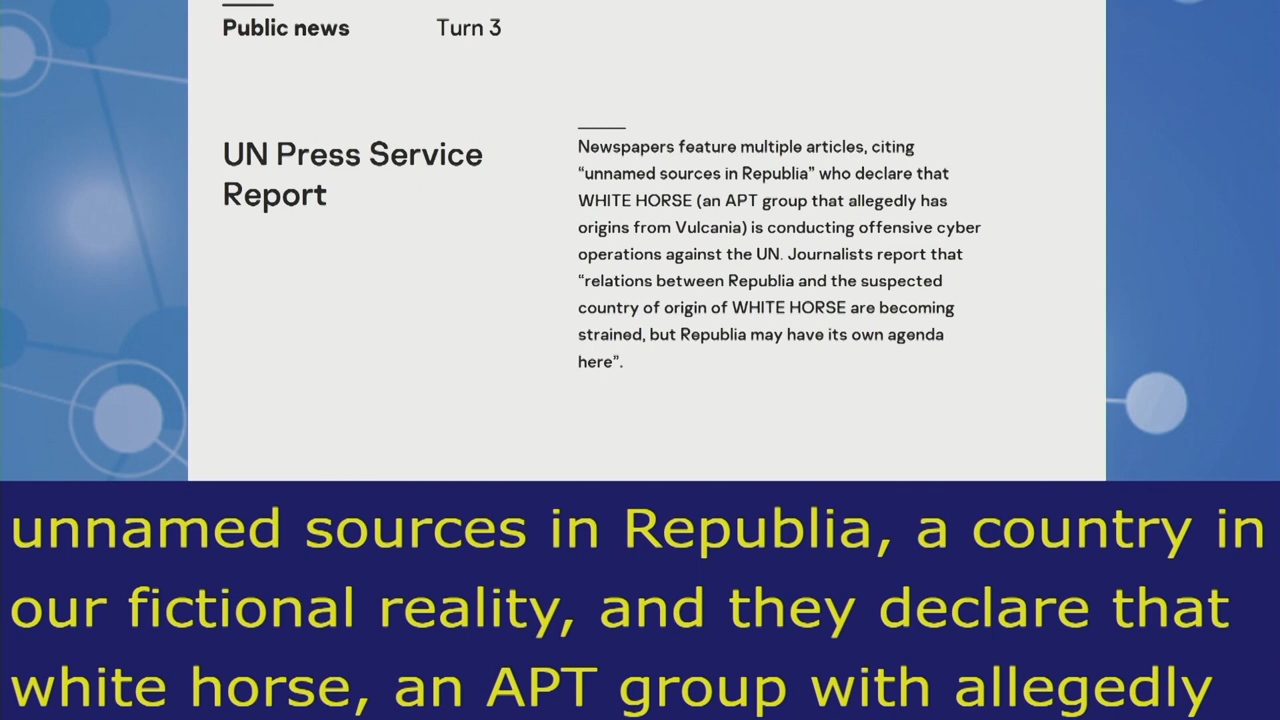 Public news
Turn 3
UN Press Service
Report
Newspapers feature multiple articles, citing
“unnamed sources in Republia” who declare that
WHITE HORSE (an APT group that allegedly has
origins from Vulcania) is conducting offensive cyber
operations against the UN. Journalists report that
“relations between Republia and the suspected
country of origin of WHITE HORSE are becoming
strained, but Republia may have its own agenda
here”.
unnamed sources in Republia, a country in
our fictional reality, and they declare that
white horse, an APT group with allegedly